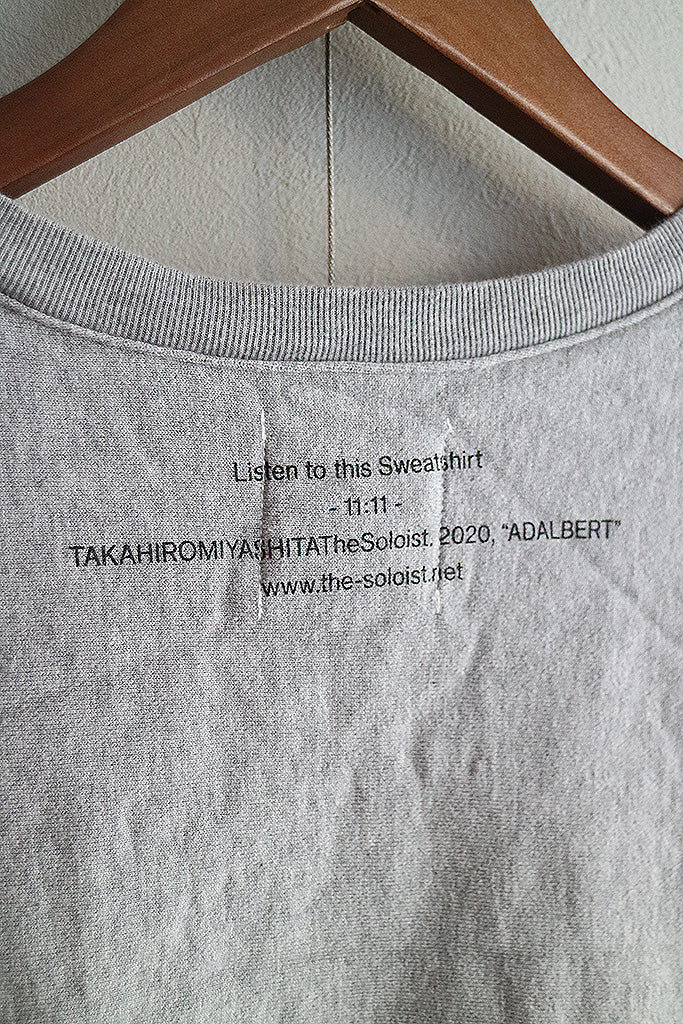 Listen to this Sweatshirt
- 11:11 -
TAKAHIROMIYASHITATheSoloist. 2020, “ADALBERT”
www.the-soloist.net